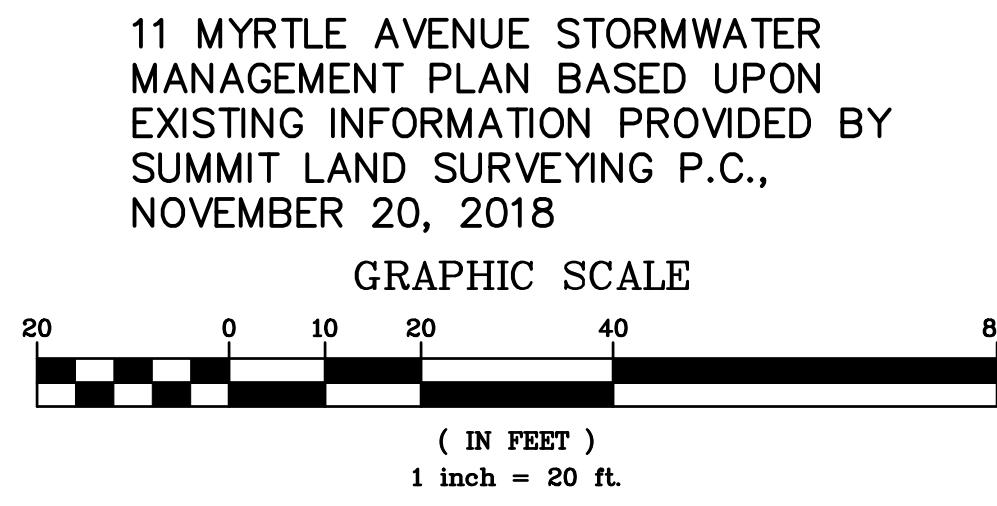 11 MYRTLE AVENUE STORMWATER
MANAGEMENT PLAN BASED UPON
EXISTING INFORMATION PROVIDED BY
SUMMIT LAND SURVEYING P.C.,
NOVEMBER 20, 2018
GRAPHIC SCALE
20 0 10 20 40 8
( IN FEET )
1 inch = 20 ft.